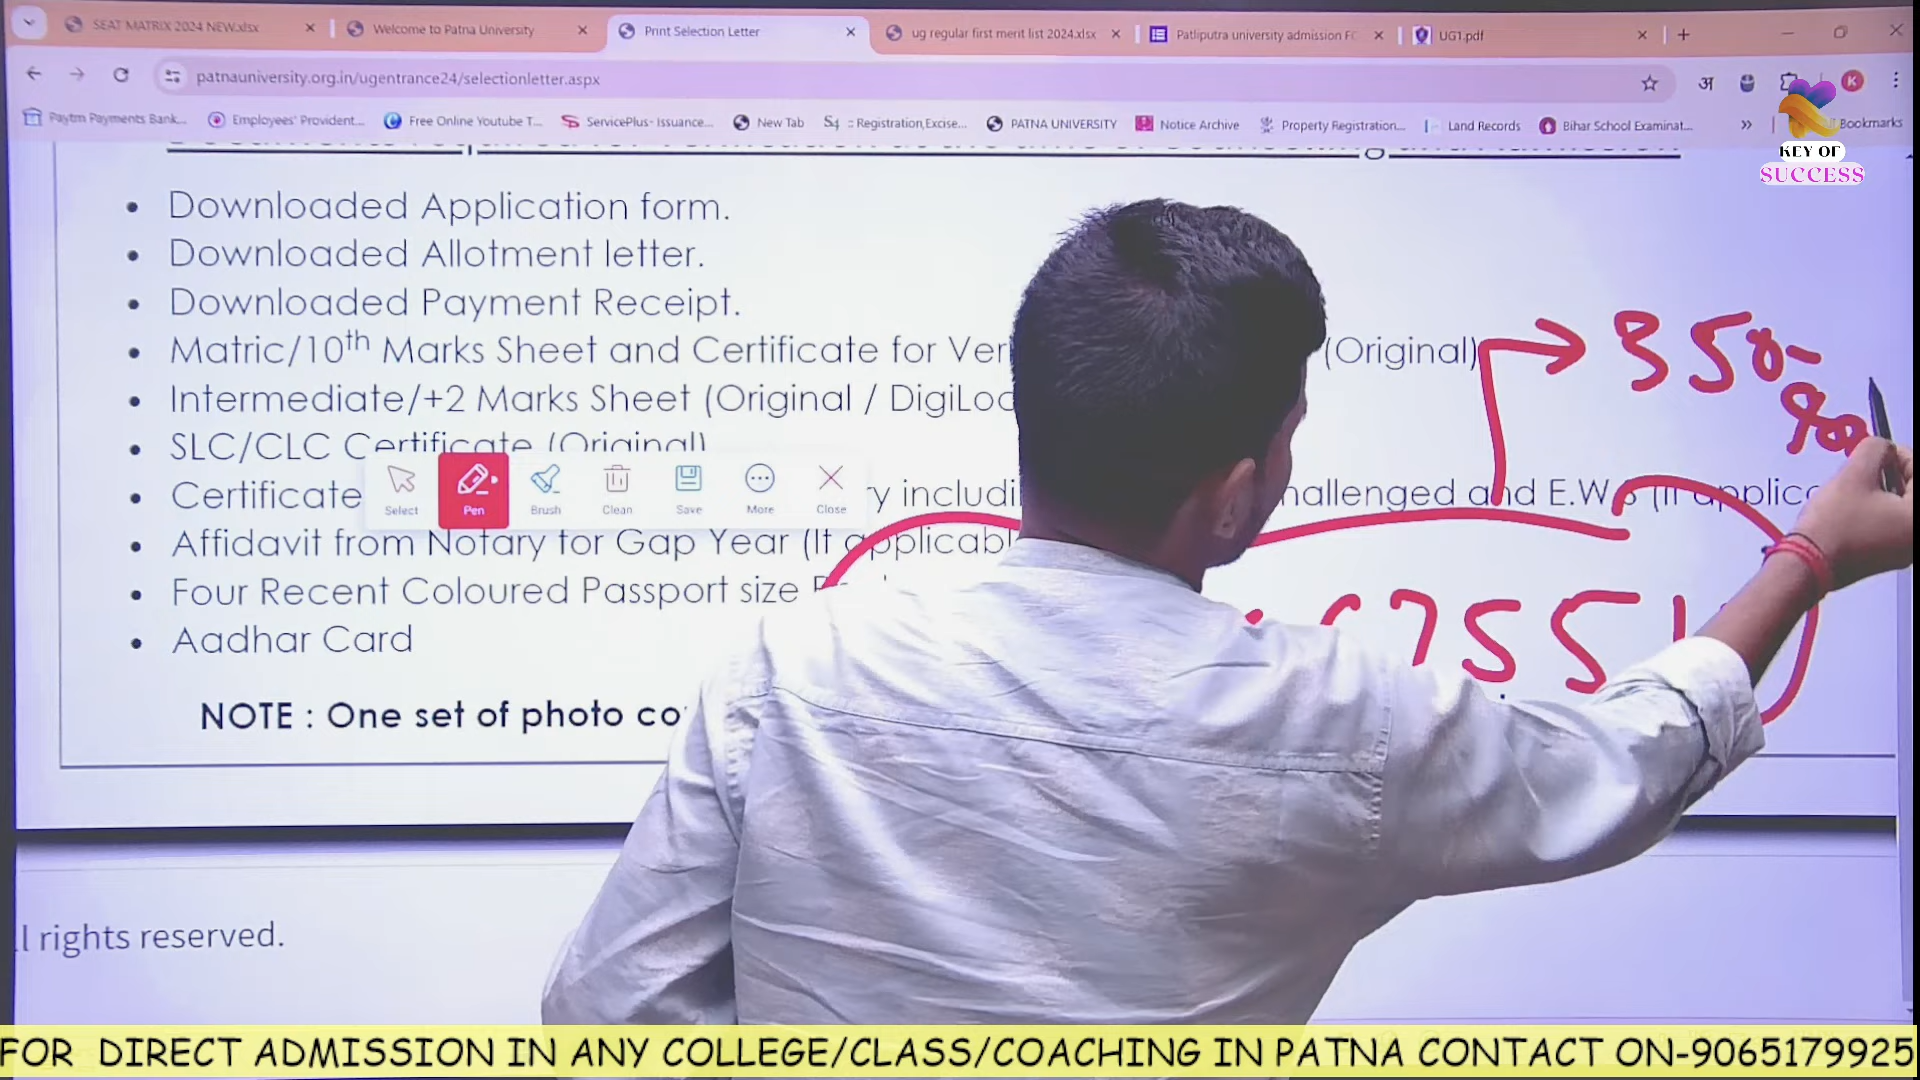 SEAT MATRIX 2024 NEW.xlsx
Welcome to Patna University
Print Selection Letter
ug regular first merit list 2024.xlsx
Patliputra university admission FO
UG1.pdf
patnauniversity.org.in/ugentrance24/selectionletter.aspx
अ
K
Paytm Payments Bank...
Employees' Provident...
Free Online Youtube T...
ServicePlus- Issuance...
New Tab
:: Registration,Excise...
PATNA UNIVERSITY
Notice Archive
Property Registration...
Land Records
Bihar School Examinat...
»
Bookmarks
KEY OF
SUCCESS
• Downloaded Application form.
• Downloaded Allotment letter.
• Downloaded Payment Receipt.
• Matric/10th Marks Sheet and Certificate for (Original)
• Intermediate/+2 Marks Sheet (Original /
• SLC/CLC Certificate (Original)
• Certificate and E.W.S (If
• Affidavit from Notary for Gap Year (If
• Four Recent Coloured Passport size
• Aadhar Card
350-
Select
Pen
Brush
Clean
Save
More
Close
NOTE : One set of photo
rights reserved.
FOR DIRECT ADMISSION IN ANY COLLEGE/CLASS/COACHING IN PATNA CONTACT ON-9065179925